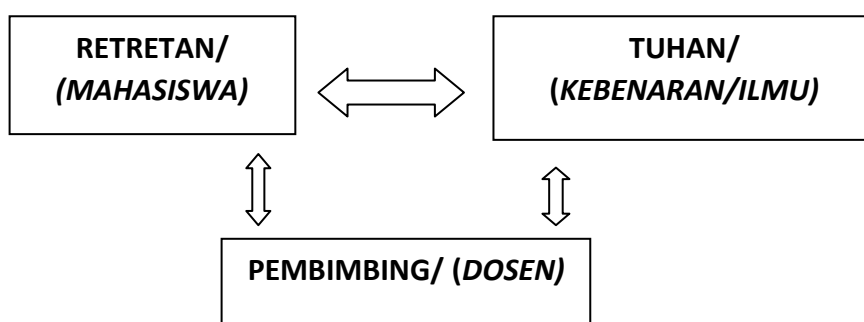 RETRETAN/
(MAHASISWA)
TUHAN/
(KEBENARAN/ILMU)
PEMBIMBING/ (DOSEN)